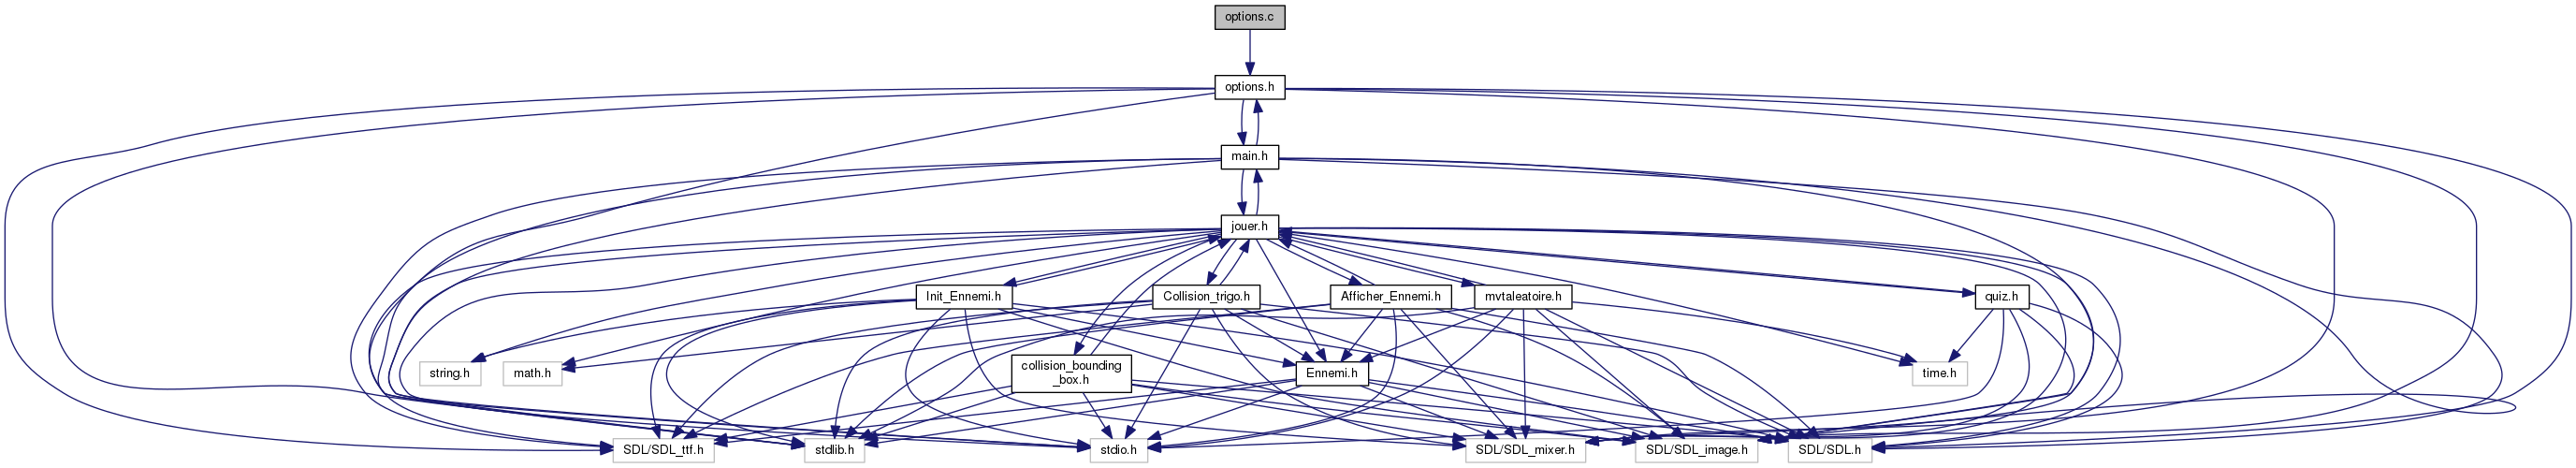 options.c
options.h
main.h
jouer.h
Init_Ennemi.h
Collision_trigo.h
Afficher_Ennemi.h
mvtaleatoire.h
quiz.h
string.h
math.h
collision_bounding
_box.h
Ennemi.h
time.h
SDL/SDL_ttf.h
stdlib.h
stdio.h
SDL/SDL_mixer.h
SDL/SDL_image.h
SDL/SDL.h